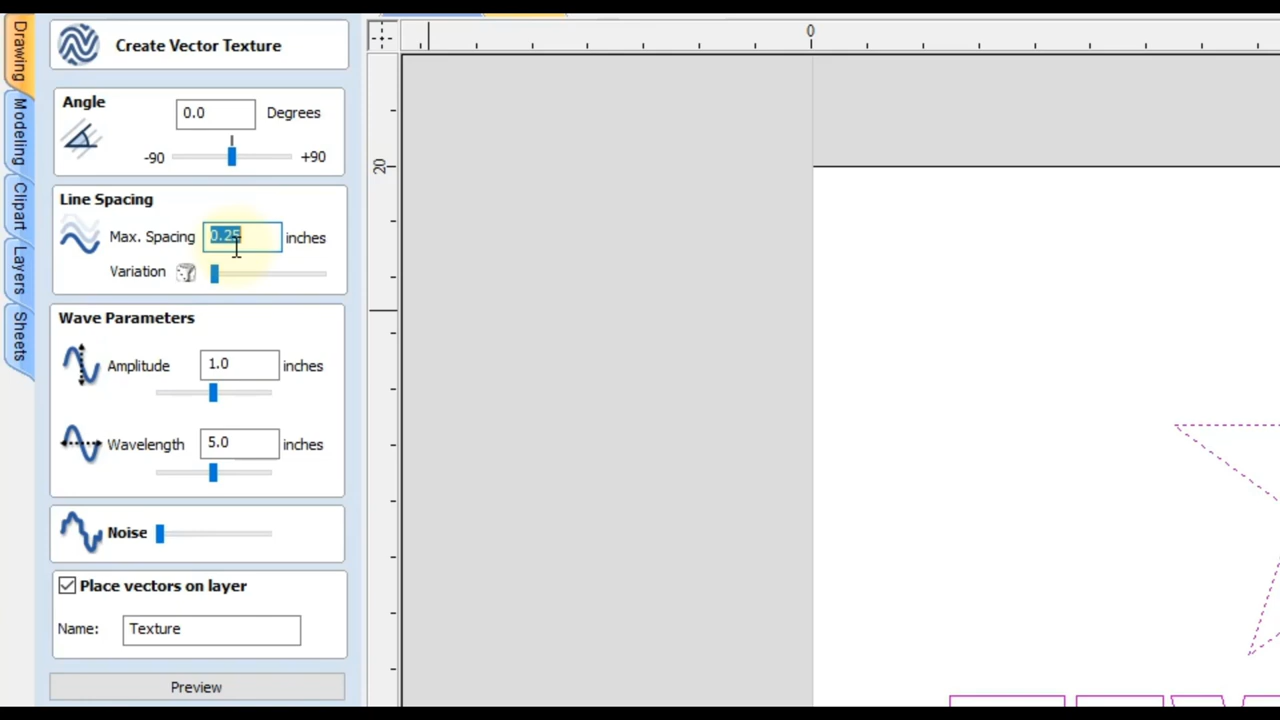 Drawing
Modeling
Clipart
Layers
Sheets
Create Vector Texture
Angle
0.0 Degrees
-90 +90
Line Spacing
Max. Spacing 0.25 inches
Variation
Wave Parameters
Amplitude 1.0 inches
Wavelength 5.0 inches
Noise
Place vectors on layer
Name: Texture
Preview
0
20